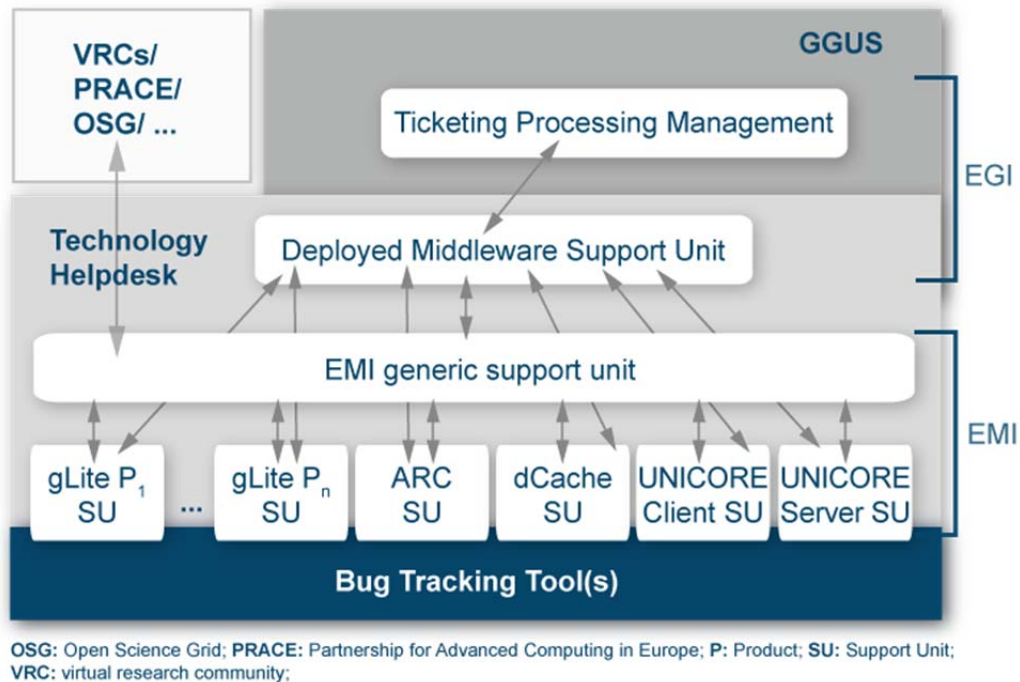 VRCs/
PRACE/
OSG/ ...
GGUS
Ticketing Processing Management
EGI
Technology
Helpdesk
Deployed Middleware Support Unit
EMI generic support unit
EMI
gLite P1
SU
...
gLite Pn
SU
ARC
SU
dCache
SU
UNICORE
Client SU
UNICORE
Server SU
Bug Tracking Tool(s)
OSG: Open Science Grid; PRACE: Partnership for Advanced Computing in Europe; P: Product; SU: Support Unit;
VRC: virtual research community;